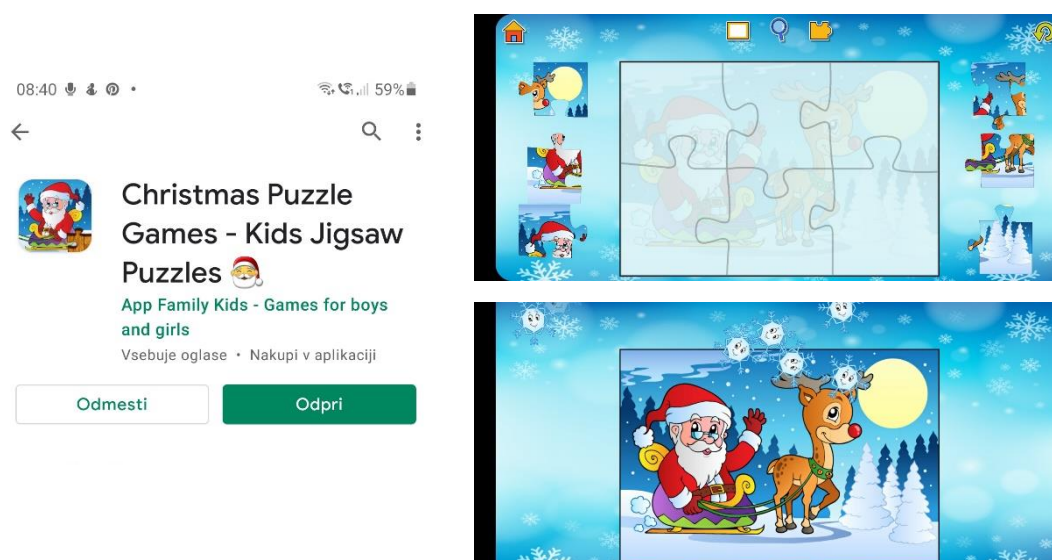 08:40
59%
Christmas Puzzle
Games - Kids Jigsaw
Puzzles 🎅
App Family Kids - Games for boys
and girls
Vsebuje oglase • Nakupi v aplikaciji
Odmesti
Odpri